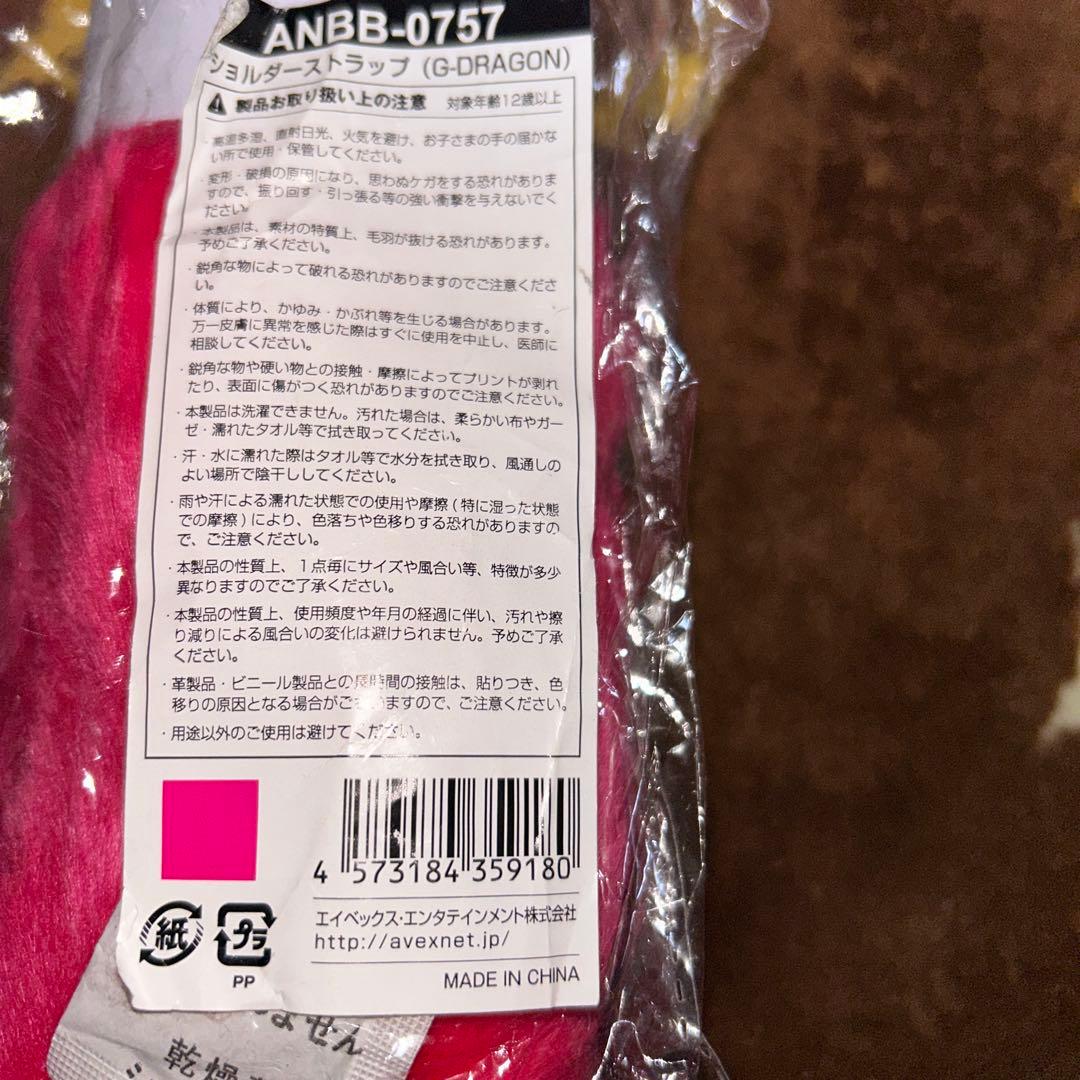 ANBB-0757
ショルダーストラップ (G-DRAGON)
製品お取り扱い上の注意 対象年齢12歳以上
・高温多湿、直射日光、火気を避け、お子さまの手の届かな
い所で使用・保管してください。
・変形・破損の原因になり、思わぬケガをする恐れがありま
すので、振り回す・引っ張る等の強い衝撃を与えないでく
ださい。
・本製品は、素材の特質上、毛羽が抜ける恐れがあります。
予めご了承ください。
・鋭角な物によって破れる恐れがありますのでご注意くださ
い。
・体質により、かゆみ・かぶれ等を生じる場合があります。
万一皮膚に異常を感じた際はすぐに使用を中止し、医師に
相談してください。
・鋭角な物や硬い物との接触・摩擦によってプリントが剥れ
たり、表面に傷がつく恐れがありますのでご注意ください。
・本製品は洗濯できません。汚れた場合は、柔らかい布やガー
ゼ・濡れたタオル等で拭き取ってください。
・汗・水に濡れた際はタオル等で水分を拭き取り、風通しの
よい場所で陰干ししてください。
・雨や汗による濡れた状態での使用や摩擦(特に湿った状態
での摩擦)により、色落ちや色移りする恐れがありますの
で、ご注意ください。
・本製品の性質上、1点毎にサイズや風合い等、特徴が多少
異なりますのでご了承ください。
・本製品の性質上、使用頻度や年月の経過に伴い、汚れや擦
り減りによる風合いの変化は避けられません。予めご了承
ください。
・革製品・ビニール製品との長時間の接触は、貼りつき、色
移りの原因となる場合がございますので、ご注意ください。
・用途以外のご使用は避けてください。
4 573184 359180
エイベックス・エンタテインメント株式会社
http://avexnet.jp/
紙 プラ
PP
MADE IN CHINA
ません
乾燥